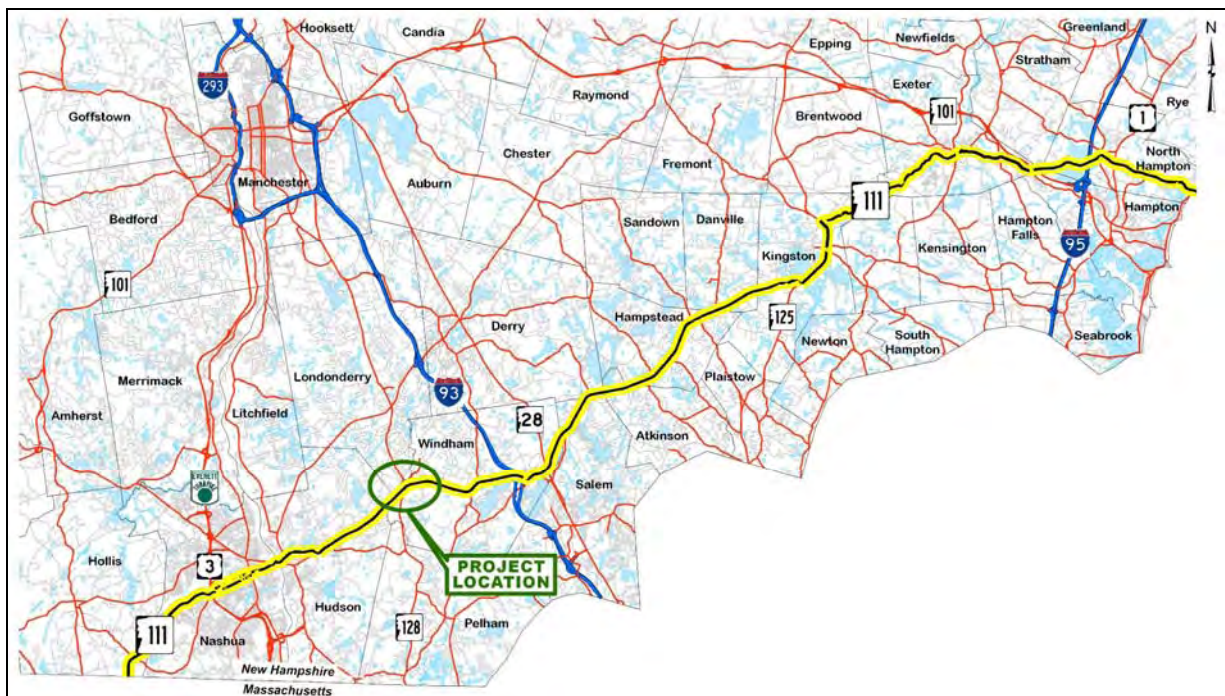 Hooksett
Candia
Epping
Newfields
Greenland
Stratham
N
293
Raymond
Exeter
Rye
Goffstown
Brentwood
101
1
Chester
Fremont
North
Hampton
Manchester
Auburn
111
Bedford
Sandown
Danville
Hampton
Kensington
Hampton
Falls
95
Kingston
101
Derry
Hampstead
125
Seabrook
Merrimack
Londonderry
Newton
South
Hampton
Litchfield
93
Plaistow
Amherst
28
Windham
Atkinson
EVERETT
TURNPIKE
Salem
PROJECT
LOCATION
Hollis
3
Hudson
111
Nashua
128
Pelham
New Hampshire
Massachusetts